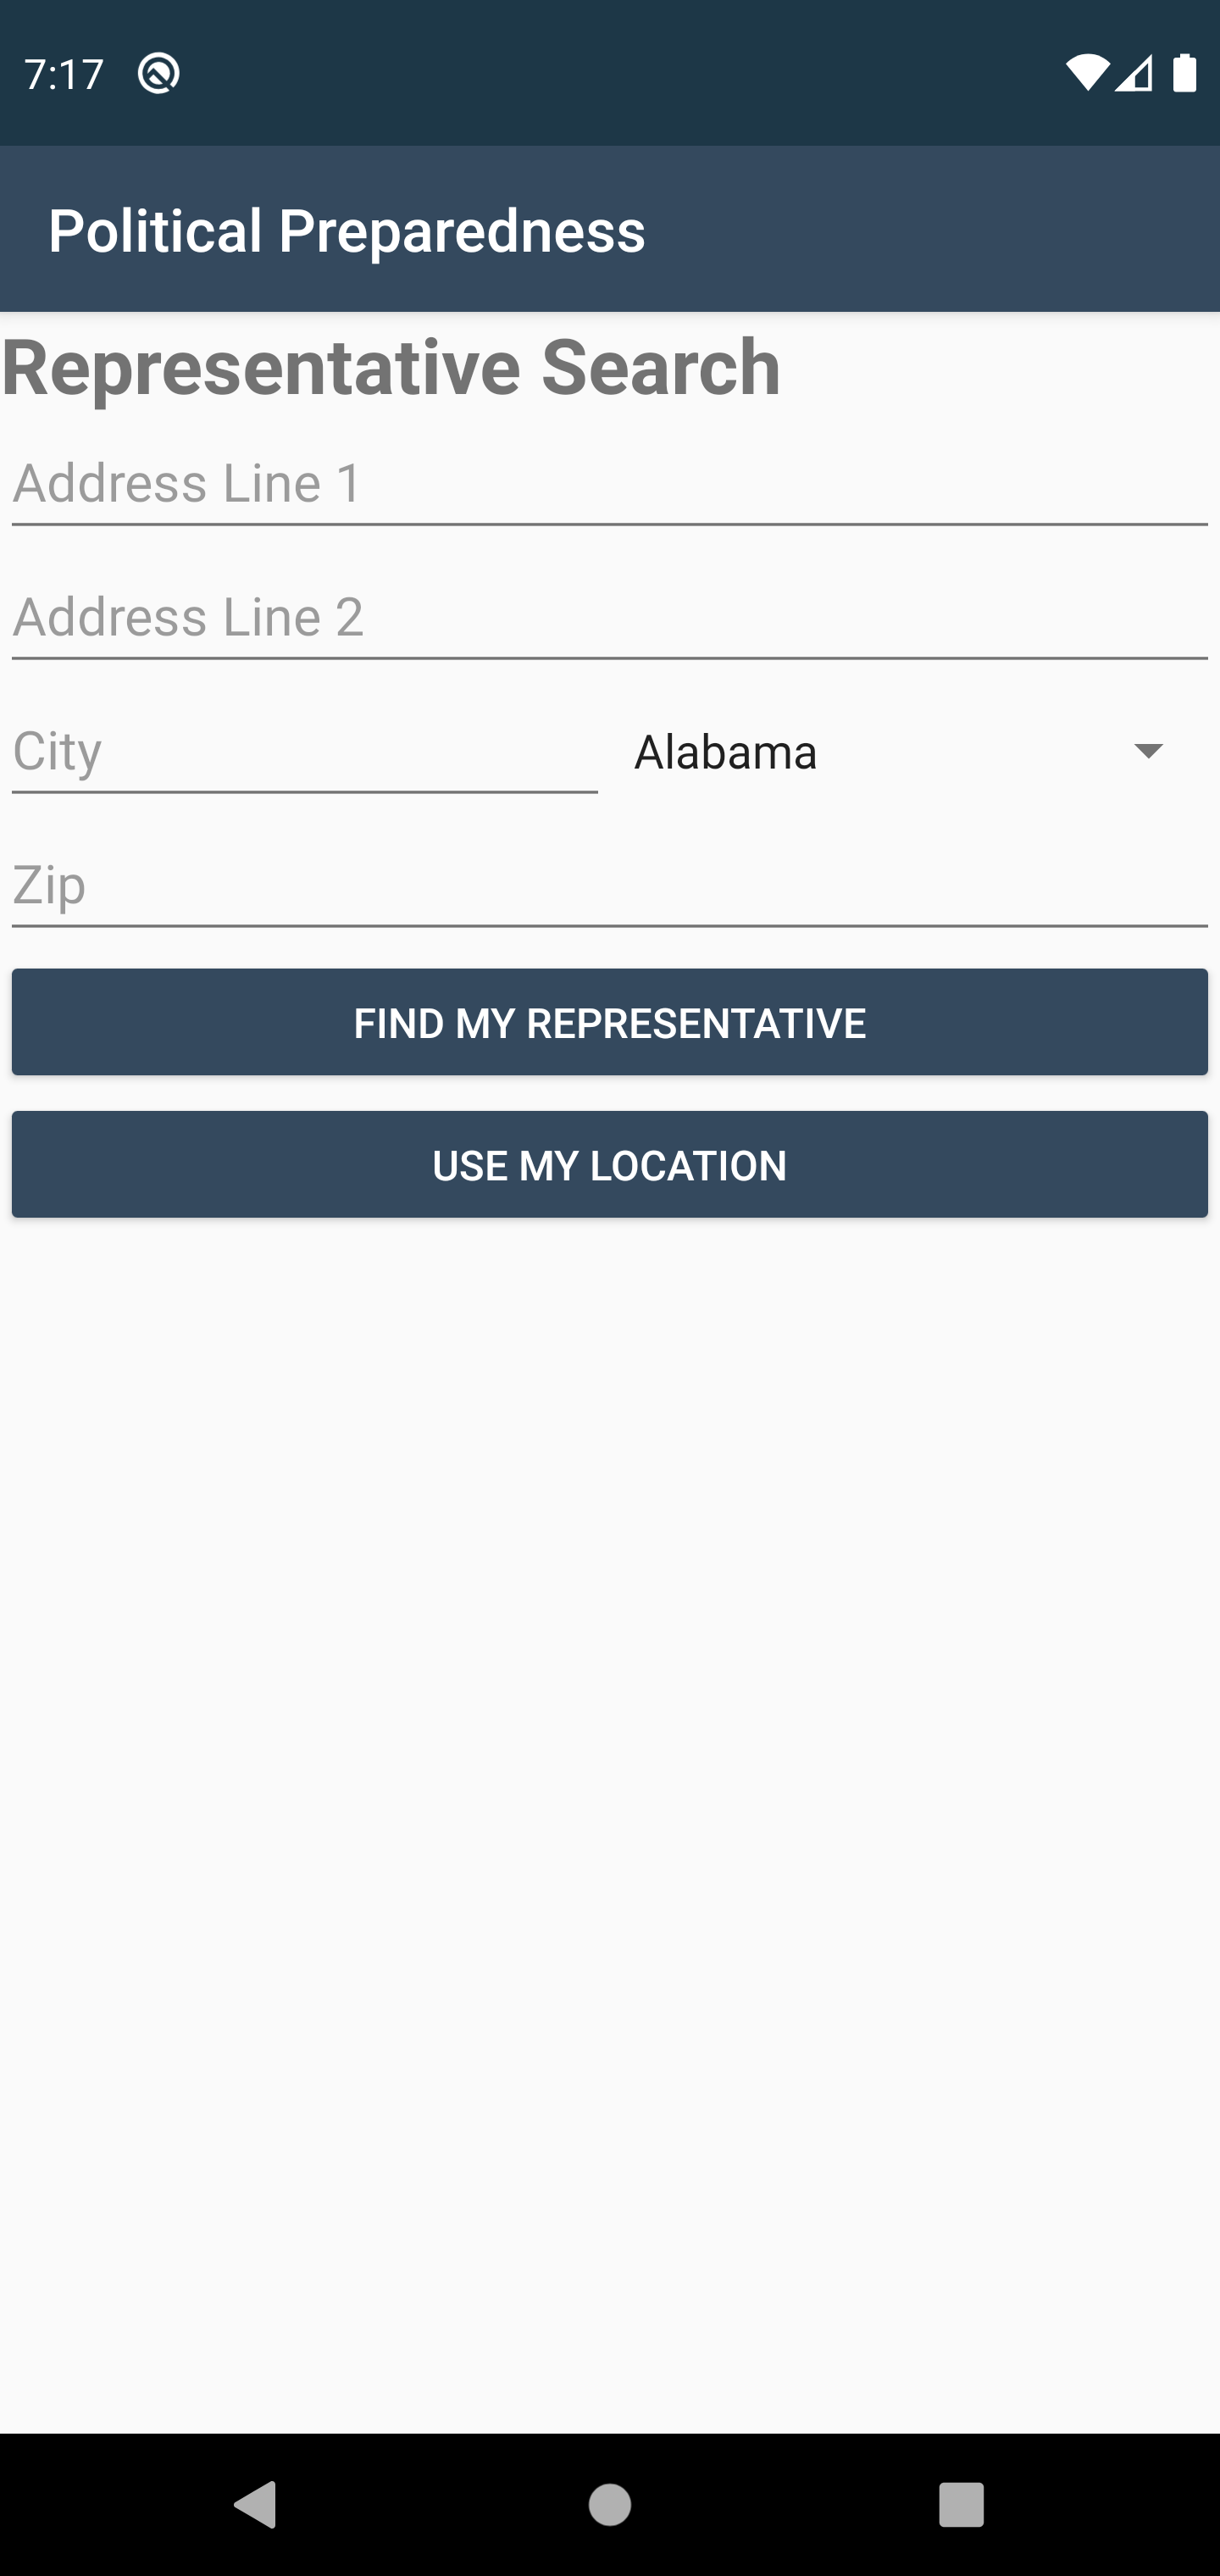 7:17
Political Preparedness
Representative Search
Address Line 1
Address Line 2
City Alabama
Zip
FIND MY REPRESENTATIVE
USE MY LOCATION